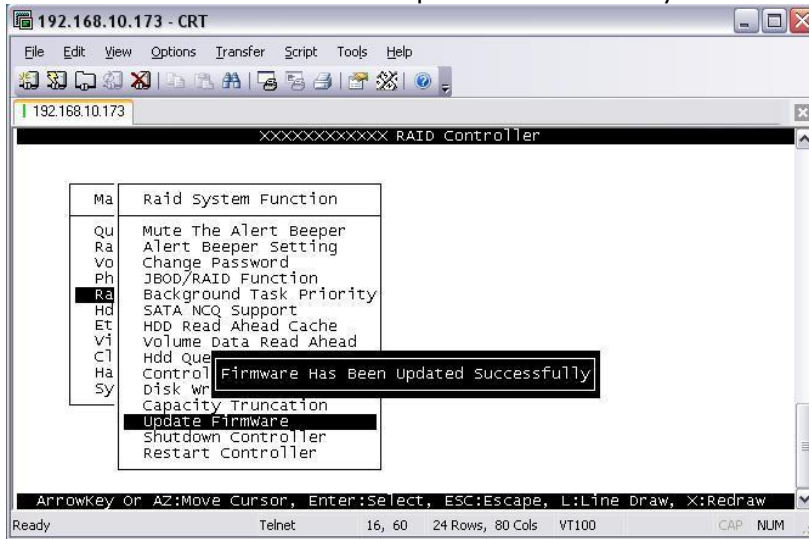 192.168.10.173 - CRT
File Edit View Options Transfer Script Tools Help
192.168.10.173
XXXXXXXXXXXX RAID Controller
Ma
Raid System Function
Qu
Mute The Alert Beeper
Ra
Alert Beeper Setting
Vo
Change Password
Ph
JBOD/RAID Function
Ra
Background Task Priority
Hd
SATA NCQ Support
Et
HDD Read Ahead Cache
Vi
Volume Data Read Ahead
Cl
Hdd Que
Ha
Control
Firmware Has Been Updated Successfully
Sy
Disk Wr
Capacity Truncation
Update FirmWare
Shutdown Controller
Restart Controller
ArrowKey Or AZ:Move Cursor, Enter:Select, ESC:Escape, L:Line Draw, X:Redraw
Ready Telnet 16, 60 24 Rows, 80 Cols VT100 CAP NUM